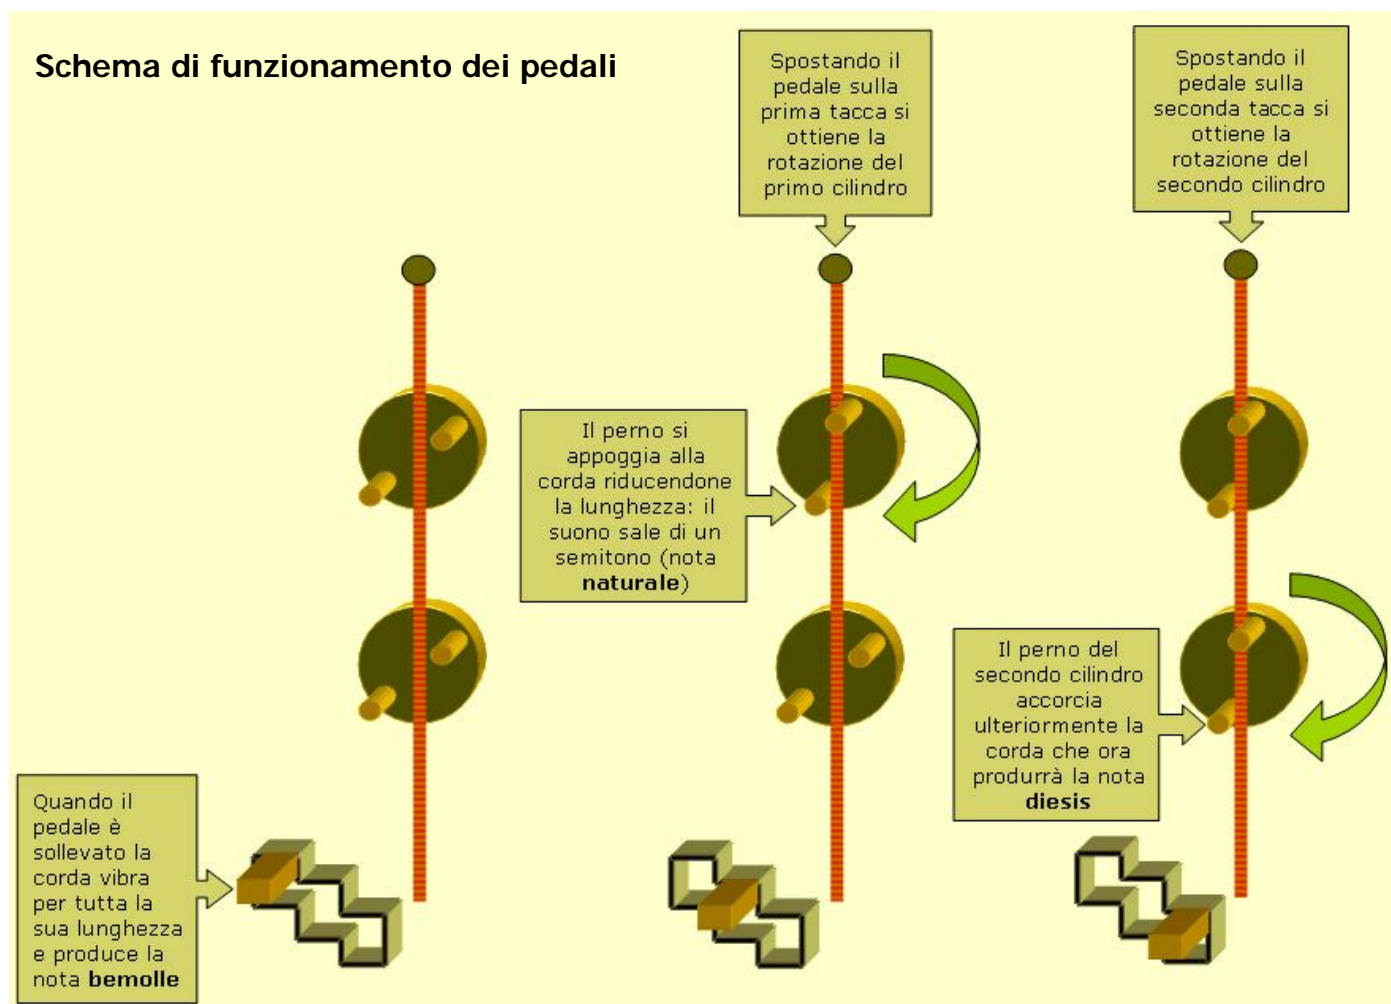 Schema di funzionamento dei pedali
Spostando il
pedale sulla
prima tacca si
ottiene la
rotazione del
primo cilindro
Spostando il
pedale sulla
seconda tacca si
ottiene la
rotazione del
secondo cilindro
Il perno si
appoggia alla
corda riducendone
la lunghezza: il
suono sale di un
semitono (nota
naturale)
Il perno del
secondo cilindro
accorcia
ulteriormente la
corda che ora
produrrà la nota
diesis
Quando il
pedale è
sollevato la
corda vibra
per tutta la
sua lunghezza
e produce la
nota bemolle